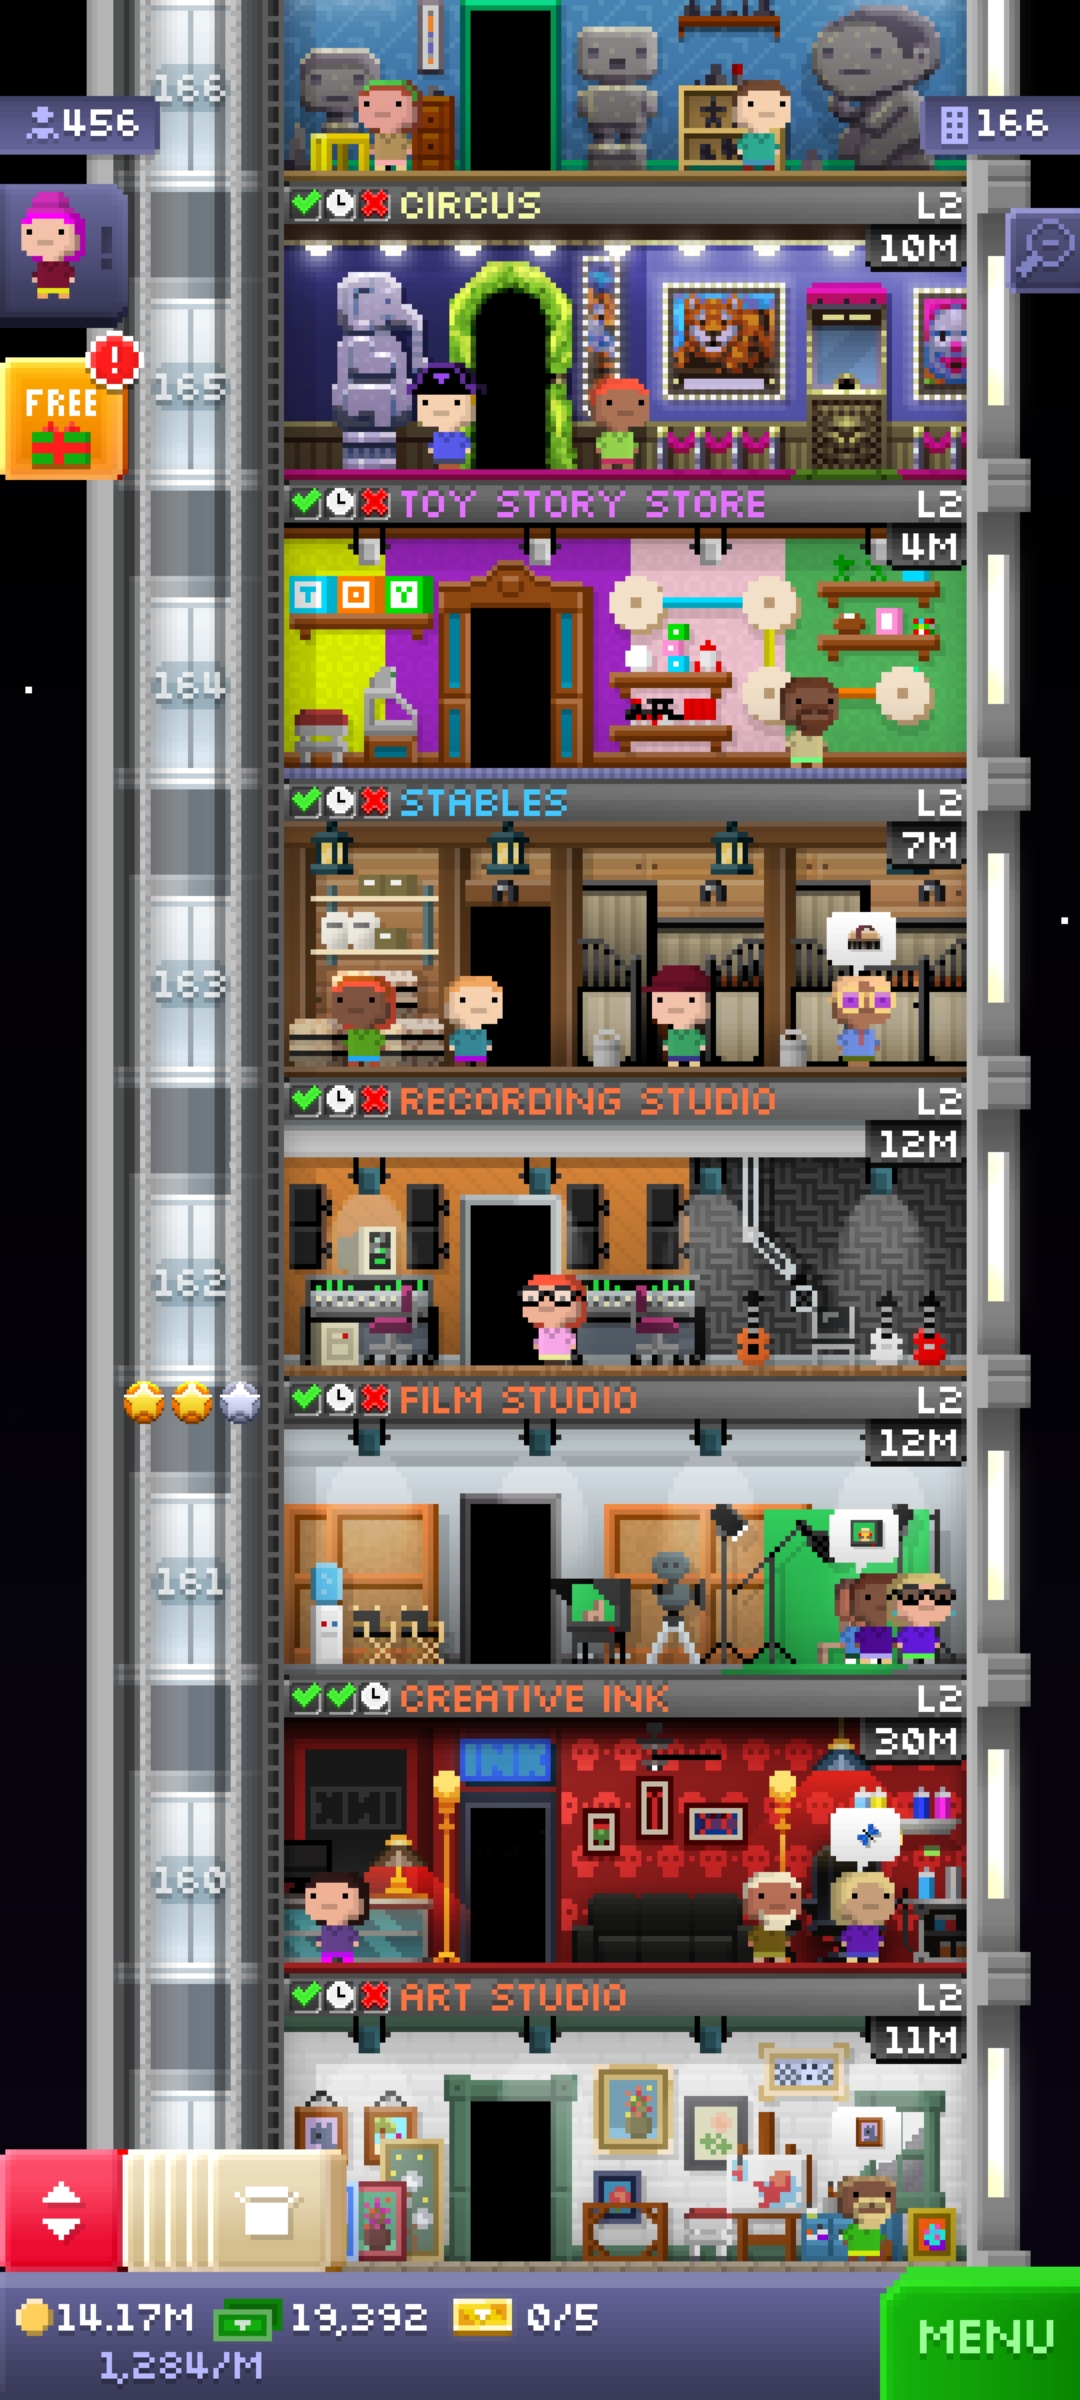 166
456
166
CIRCUS L2
10M
FREE
165
TOY STORY STORE L2
4M
TOY
164
STABLES L2
7M
163
RECORDING STUDIO L2
12M
162
FILM STUDIO L2
12M
161
CREATIVE INK L2
30M
INK
160
ART STUDIO L2
11M
14.17M 19,392 0/5
1,284/M
MENU